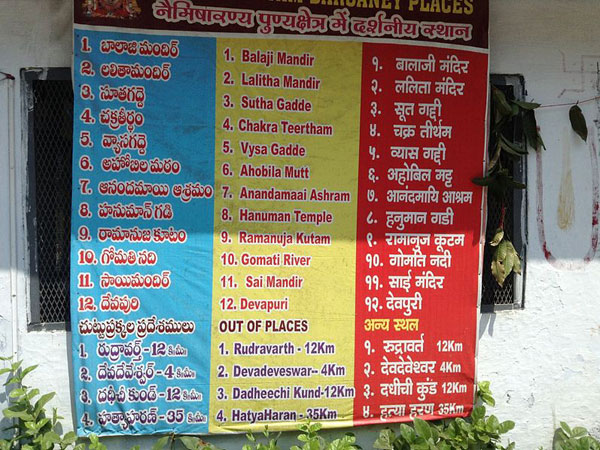 DARSANEY PLACES
नैमिषारण्य पुण्यक्षेत्र में दर्शनीय स्थान
1. బాలాజి మందిర్
2. లలితామందిర్
3. సూతగద్దె
4. చక్రతీర్థం
5. వ్యాసగద్దె
6. అహోబిల మఠం
7. ఆనందమాయి ఆశ్రమం
8. హనుమాన్ గడి
9. రామానుజ కూటం
10. గోమతి నది
11. సాయిమందిర్
12. దేవపురి
చుట్టుప్రక్కల ప్రదేశములు
1. రుద్రావర్త్ - 12 కి.మీ
2. దేవదేవేశ్వర్ - 4 కి.మీ
3. దధీచీ కుండ్ - 12 కి.మీ
4. హత్యాహరణ్ - 35 కి.మీ
1. Balaji Mandir
2. Lalitha Mandir
3. Sutha Gadde
4. Chakra Teertham
5. Vysa Gadde
6. Ahobila Mutt
7. Anandamaai Ashram
8. Hanuman Temple
9. Ramanuja Kutam
10. Gomati River
11. Sai Mandir
12. Devapuri
OUT OF PLACES
1. Rudravarth - 12Km
2. Devadeveswar-- 4Km
3. Dadheechi Kund-12Km
4. HatyaHaran - 35Km
१. बालाजी मंदिर
२. ललिता मंदिर
३. सूत गद्दी
४. चक्र तीर्थम
५. व्यास गद्दी
६. अहोबिल मट्ट
७. आनंदमायि आश्रम
८. हनुमान गडी
९. रामानुज कूटम
१०. गोमति नदी
११. साई मंदिर
१२. देवपुरी
अन्य स्थल
१. रुद्रावर्त 12Km
२. देवदेवेश्वर 4Km
३. दधीची कुंड 12Km
४. हत्या हरण 35Km